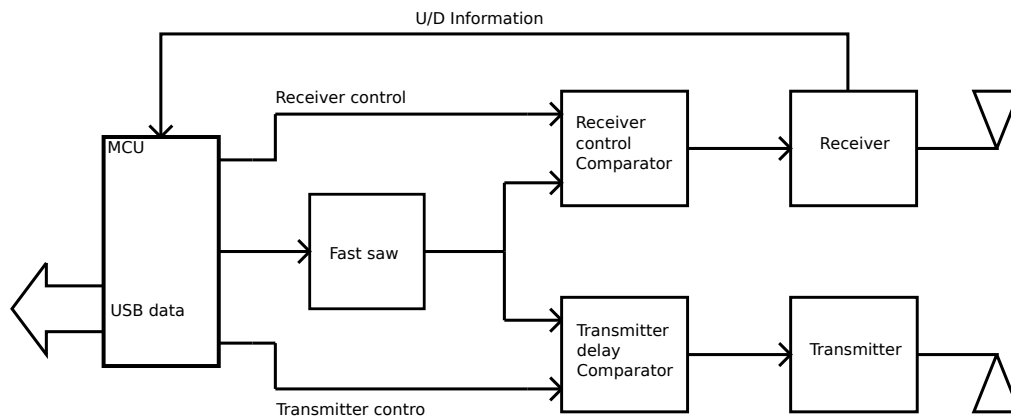 U/D Information
Receiver control
MCU
Receiver
control
Comparator
Receiver
Fast saw
USB data
Transmitter
delay
Comparator
Transmitter
Transmitter contro